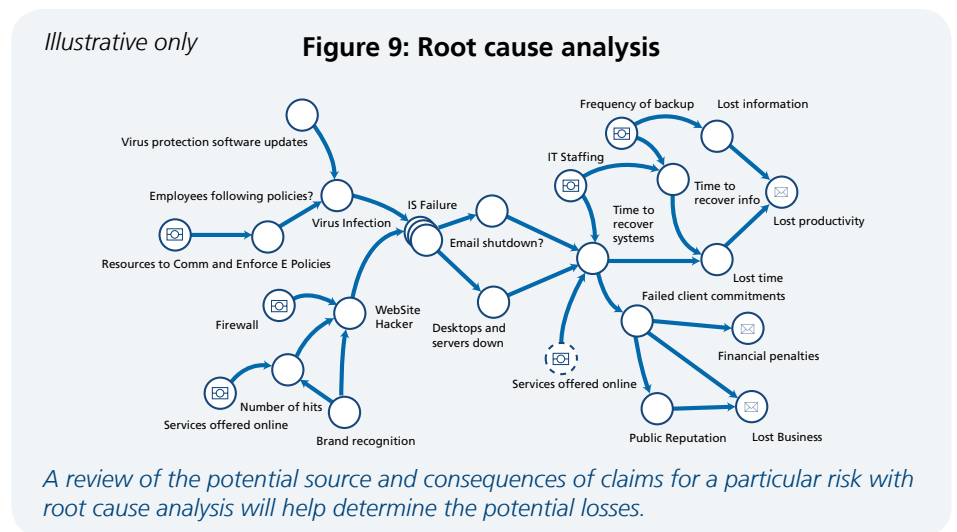 Illustrative only
Figure 9: Root cause analysis
Frequency of backup
Lost information
Virus protection software updates
IT Staffing
Employees following policies?
Time to
recover info
Virus Infection
IS Failure
Time to
recover
systems
Lost productivity
Email shutdown?
Resources to Comm and Enforce E Policies
Lost time
Failed client commitments
Firewall
WebSite
Hacker
Desktops and
servers down
Financial penalties
Services offered online
Number of hits
Services offered online
Brand recognition
Public Reputation
Lost Business
A review of the potential source and consequences of claims for a particular risk with
root cause analysis will help determine the potential losses.